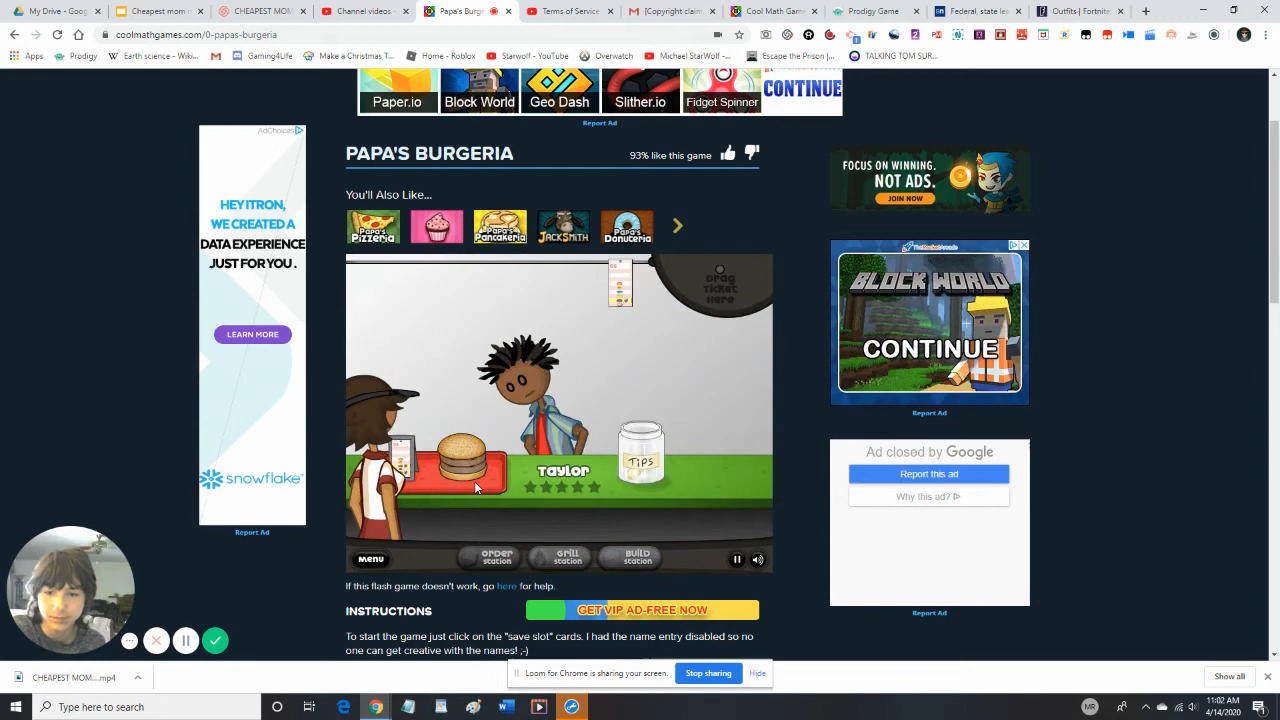 My Drive - Goog
Cheapest mom o
CHEAPEST MOM
Channel videos -
Papa's Burge
Terms of Service
[Copyright claim
Cool Math Game
Prodigy Game
Federal, state le
Outfits | Fortnite
coolmathgames.com/0-papas-burgeria
Apps
Prodigy
Earth science - Wiki...
Gaming4Life
Make a Christmas T...
Home - Roblox
Starwolf - YouTube
Overwatch
Michael StarWolf -...
Escape the Prison |...
TALKING TOM SUR...
Paper.io
Block World
Geo Dash
Slither.io
Fidget Spinner
CONTINUE
Report Ad
AdChoices
HEY ITRON,
WE CREATED A
DATA EXPERIENCE
JUST FOR YOU .
LEARN MORE
snowflake
Report Ad
PAPA'S BURGERIA
93% like this game
You'll Also Like...
Papa's Pizzeria
Papa's Pancakeria
JACKSMITH
Papa's Donuteria
Drag
Ticket
Here
Taylor
TIPS
MENU
ORDER
STATION
GRILL
STATION
BUILD
STATION
If this flash game doesn't work, go here for help.
INSTRUCTIONS
GET VIP AD-FREE NOW
To start the game just click on the "save slot" cards. I had the name entry disabled so no
one can get creative with the names! ;-)
FOCUS ON WINNING.
NOT ADS.
JOIN NOW
TheRocketArcade
BLOCK WORLD
CONTINUE
Report Ad
Ad closed by Google
Report this ad
Why this ad?
Report Ad
Loom for Chrome is sharing your screen.
Stop sharing
Hide
CHEAPEST MOM....mp4
Show all
Type here to search
MR
11:02 AM
4/14/2020